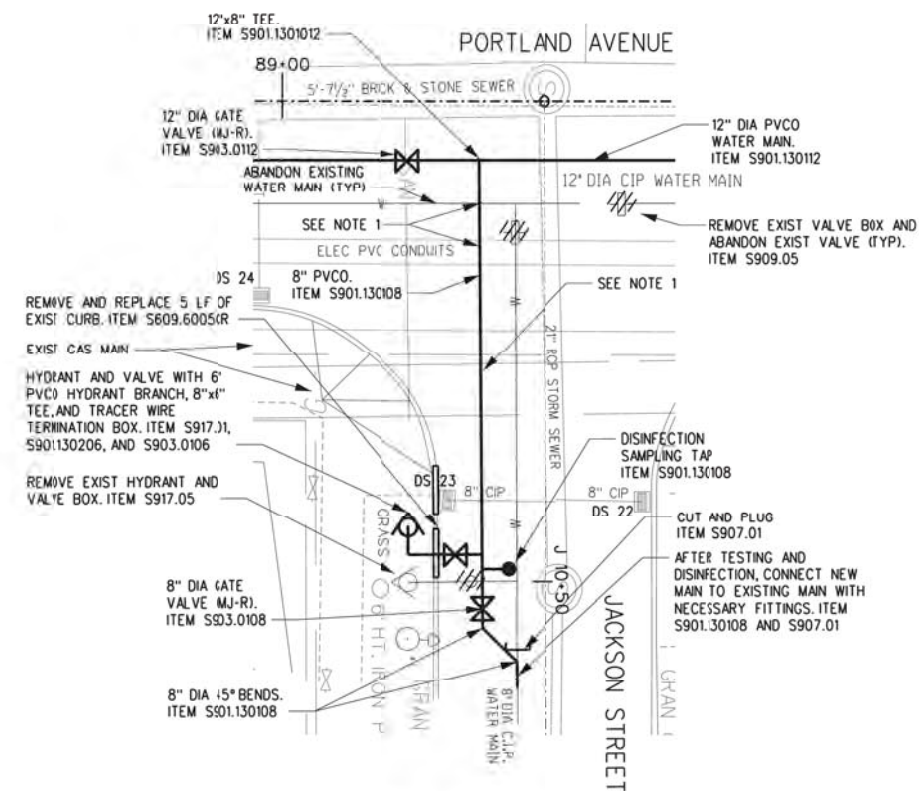 12"x8" TEE.
ITEM S901.1301012
PORTLAND AVENUE
89+00
5'-7½" BRICK & STONE SEWER
S
12" DIA GATE
VALVE (MJ-R).
ITEM S903.0112
12" DIA PVCO
WATER MAIN.
ITEM S901.130112
ABANDON EXISTING
WATER MAIN (TYP)
12" DIA CIP WATER MAIN
SEE NOTE 1
ELEC PVC CONDUITS
REMOVE EXIST VALVE BOX AND
ABANDON EXIST VALVE (TYP).
ITEM S909.05
DS 24
8" PVCO.
ITEM S901.130108
SEE NOTE 1
REMOVE AND REPLACE 5 LF OF
EXIST CURB. ITEM S609.6005CR
EXIST GAS MAIN
21" RCP STORM SEWER
HYDRANT AND VALVE WITH 6"
PVCO HYDRANT BRANCH, 8"x6"
TEE, AND TRACER WIRE
TERMINATION BOX. ITEM S917.01,
S901.130206, AND S903.0106
DISINFECTION
SAMPLING TAP
ITEM S901.130108
REMOVE EXIST HYDRANT AND
VALVE BOX. ITEM S917.05
DS 23
8" CIP
8" CIP
DS 22
GRASS
CUT AND PLUG
ITEM S907.01
J 10+50
AFTER TESTING AND
DISINFECTION, CONNECT NEW
MAIN TO EXISTING MAIN WITH
NECESSARY FITTINGS. ITEM
S901.130108 AND S907.01
8" DIA GATE
VALVE (MJ-R).
ITEM S903.0108
JACKSON STREET
8" DIA 45° BENDS.
ITEM S901.130108
6' HT. IRON
GRAN
GRAN
8" DIA C.I.P.
WATER MAIN